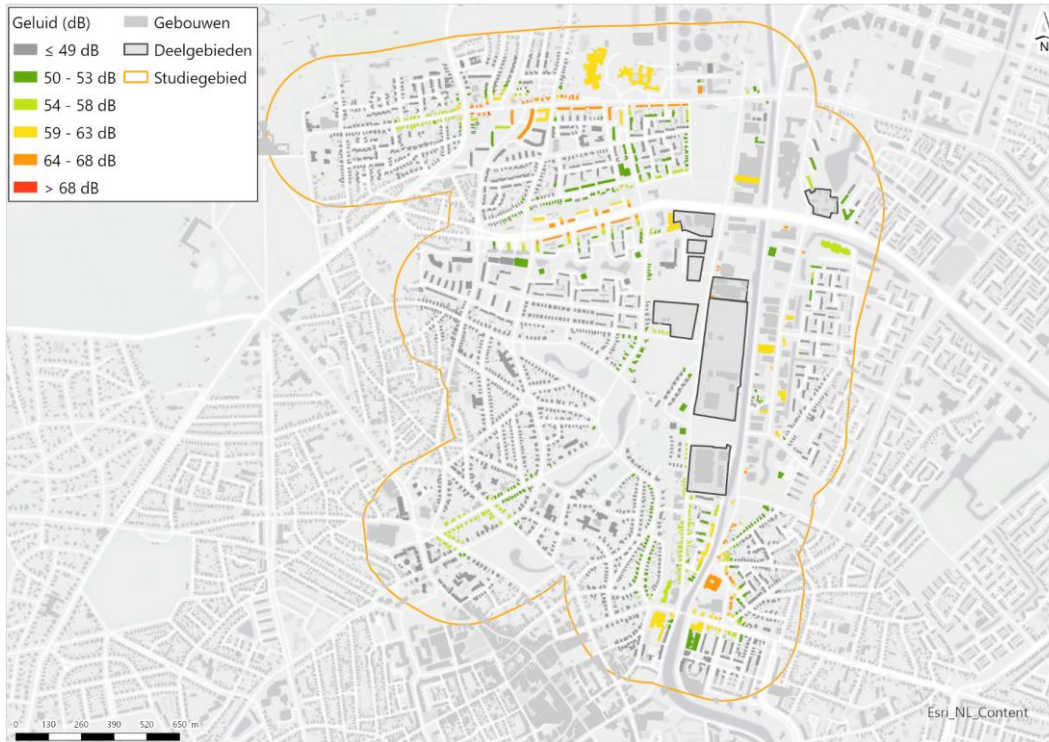 Geluid (dB)
≤ 49 dB
50 - 53 dB
54 - 58 dB
59 - 63 dB
64 - 68 dB
> 68 dB
Gebouwen
Deelgebieden
Studiegebied
N
0 130 260 390 520 650 m
Esri_NL_Content